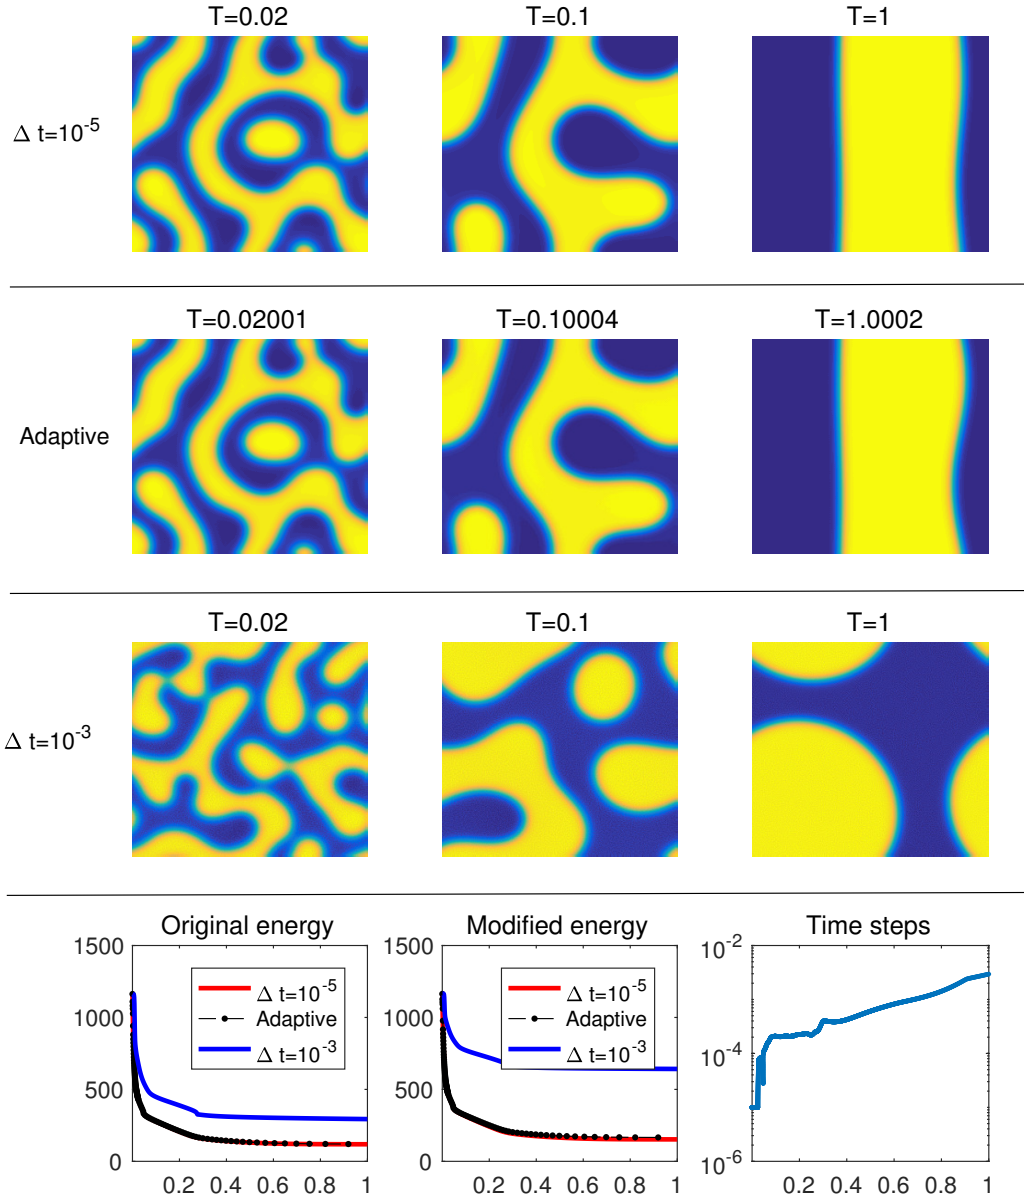 T=0.02 T=0.1 T=1
Δ t=10⁻⁵
T=0.02001 T=0.10004 T=1.0002
Adaptive
T=0.02 T=0.1 T=1
Δ t=10⁻³
Original energy Modified energy Time steps
1500 1500 10⁻²
Δ t=10⁻⁵ Δ t=10⁻⁵
1000 Adaptive 1000 Adaptive
Δ t=10⁻³ Δ t=10⁻³ 10⁻⁴
500 500
0 0 10⁻⁶
0.2 0.4 0.6 0.8 1 0.2 0.4 0.6 0.8 1 0.2 0.4 0.6 0.8 1